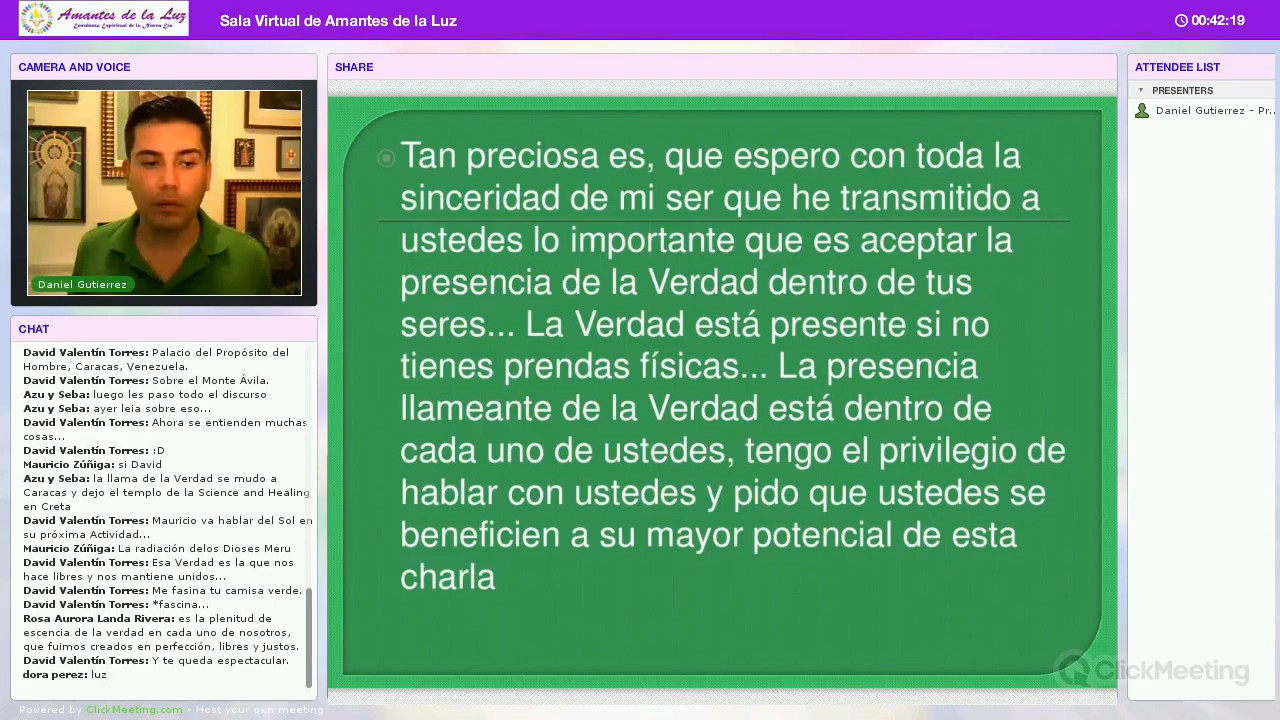 Amantes de la Luz
Enseñanza Espiritual de la Nueva Era
Sala Virtual de Amantes de la Luz
00:42:19
CAMERA AND VOICE
Daniel Gutierrez
CHAT
David Valentín Torres: Palacio del Propósito del
Hombre, Caracas, Venezuela.
David Valentín Torres: Sobre el Monte Ávila.
Azu y Seba: luego les paso todo el discurso
Azu y Seba: ayer leia sobre eso...
David Valentín Torres: Ahora se entienden muchas
cosas...
David Valentín Torres: :D
Mauricio Zúñiga: si David
Azu y Seba: la llama de la Verdad se mudo a
Caracas y dejo el templo de la Science and Healing
en Creta
David Valentín Torres: Mauricio va hablar del Sol en
su próxima Actividad...
Mauricio Zúñiga: La radiación delos Dioses Meru
David Valentín Torres: Esa Verdad es la que nos
hace libres y nos mantiene unidos...
David Valentín Torres: Me fasina tu camisa verde.
David Valentín Torres: *fascina...
Rosa Aurora Landa Rivera: es la plenitud de
escencia de la verdad en cada uno de nosotros,
que fuimos creados en perfección, libres y justos.
David Valentín Torres: Y te queda espectacular.
dora perez: luz
Powered by ClickMeeting.com - Host your own meeting
SHARE
Tan preciosa es, que espero con toda la
sinceridad de mi ser que he transmitido a
ustedes lo importante que es aceptar la
presencia de la Verdad dentro de tus
seres... La Verdad está presente si no
tienes prendas físicas... La presencia
llameante de la Verdad está dentro de
cada uno de ustedes, tengo el privilegio de
hablar con ustedes y pido que ustedes se
beneficien a su mayor potencial de esta
charla
ClickMeeting
ATTENDEE LIST
PRESENTERS
Daniel Gutierrez - Pr...